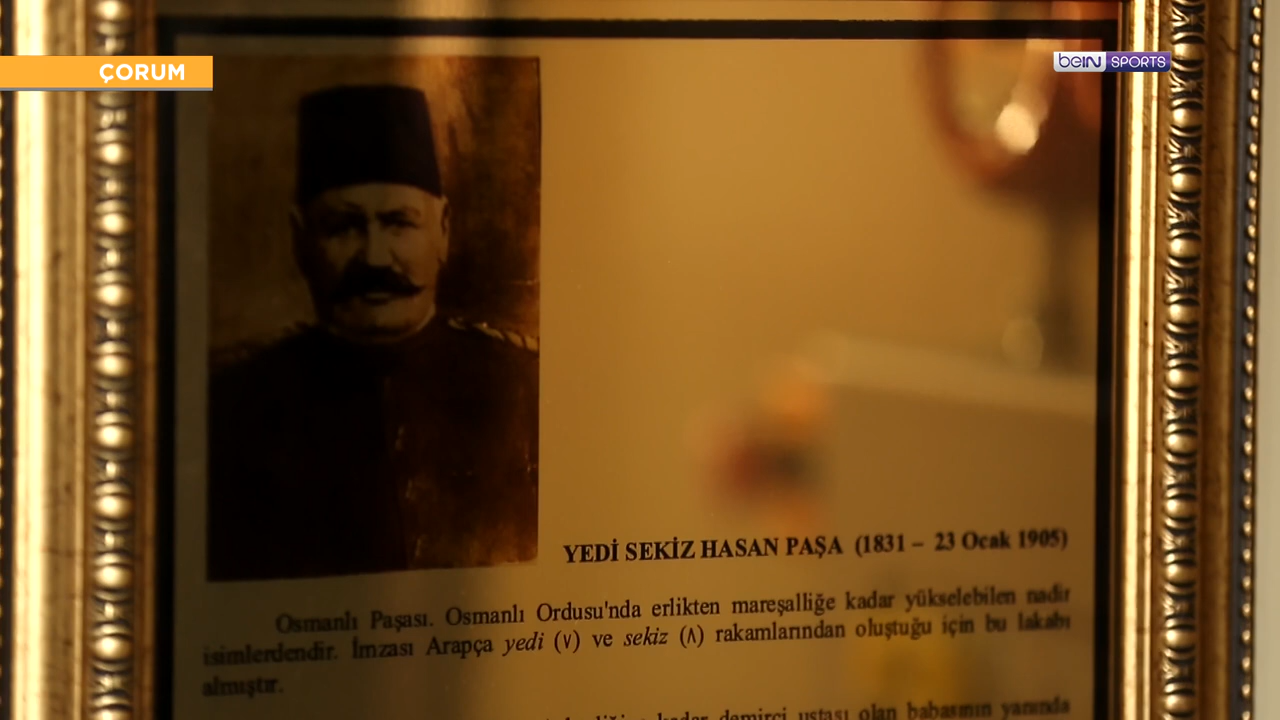 ÇORUM
beIN SPORTS
YEDİ SEKİZ HASAN PAŞA (1831 – 23 Ocak 1905)
Osmanlı Paşası. Osmanlı Ordusu'nda erlikten mareşalliğe kadar yükselebilen nadir
isimlerdendir. İmzası Arapça yedi (٧) ve sekiz (٨) rakamlarından oluştuğu için bu lakabı
almıştır.
kadar demirci ustası olan babasının yanında